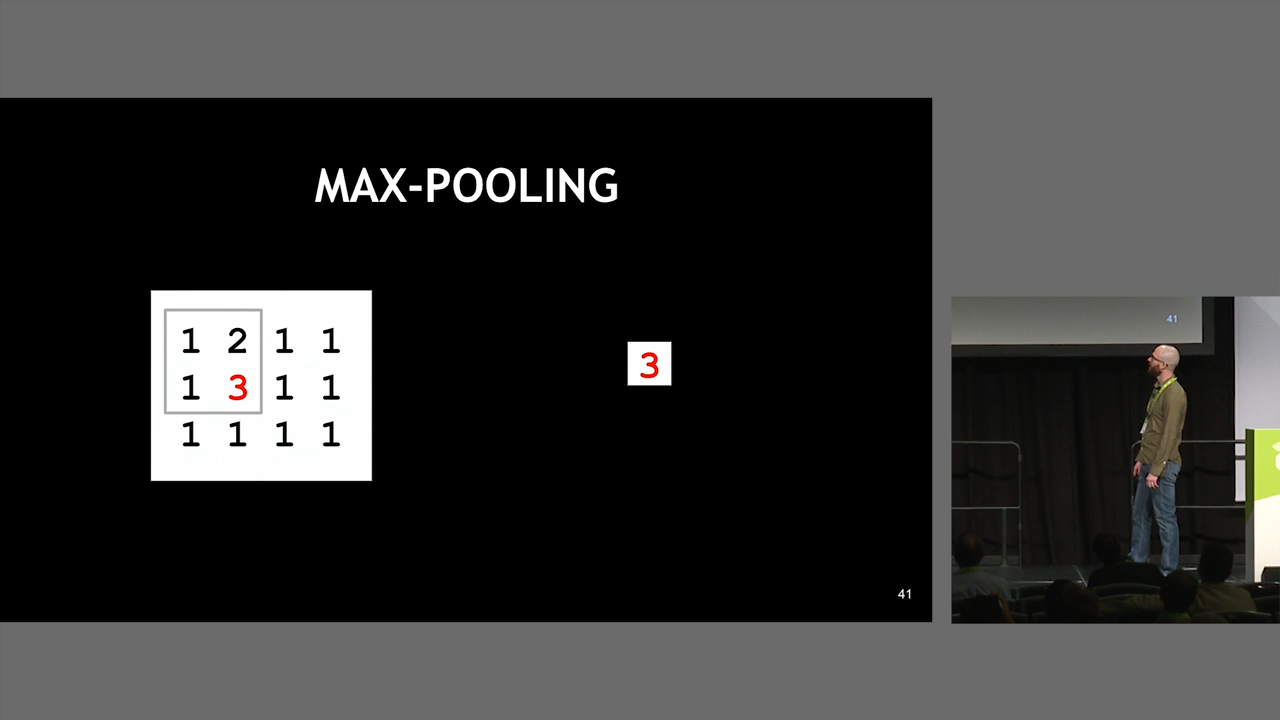 MAX-POOLING
1 2 1 1
1 3 1 1
1 1 1 1
3
41
41